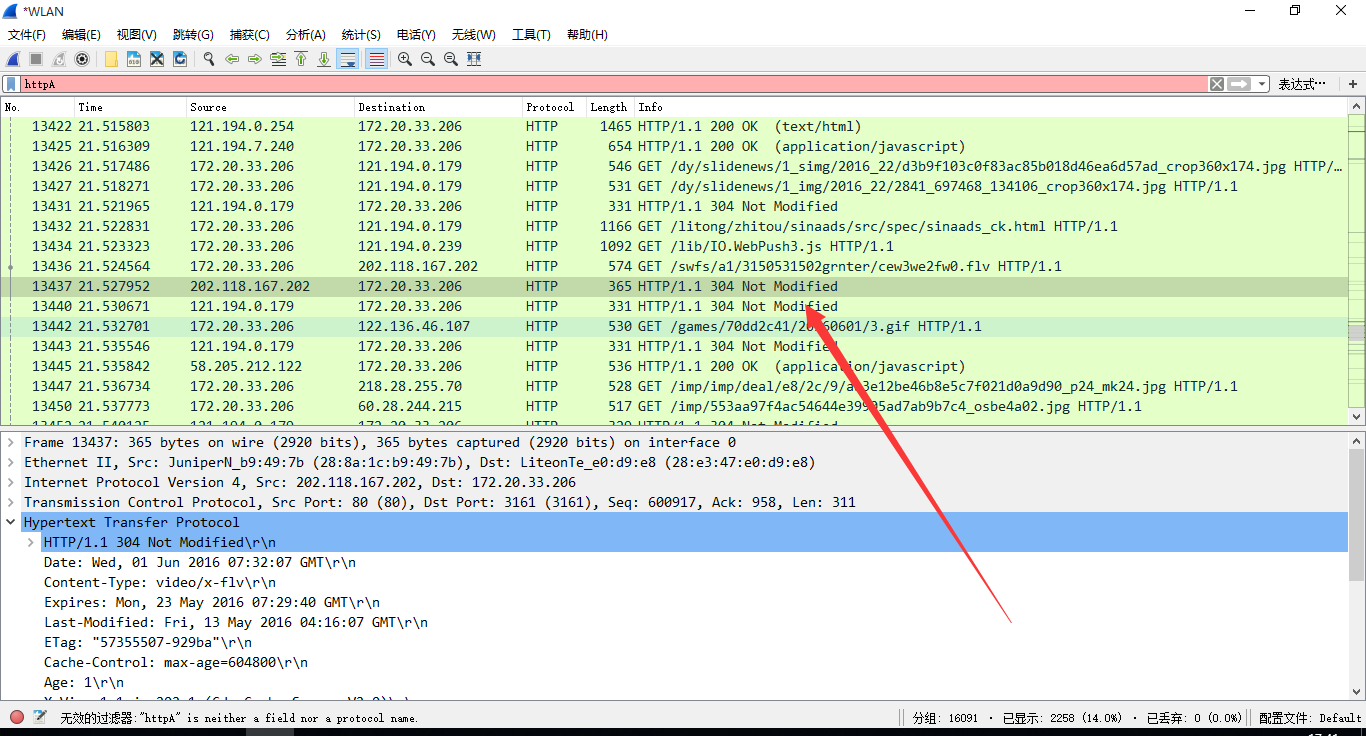 *WLAN
文件(F) 编辑(E) 视图(V) 跳转(G) 捕获(C) 分析(A) 统计(S) 电话(Y) 无线(W) 工具(T) 帮助(H)
httpA 表达式…
No. Time Source Destination Protocol Length Info
13422 21.515803 121.194.0.254 172.20.33.206 HTTP 1465 HTTP/1.1 200 OK (text/html)
13425 21.516309 121.194.7.240 172.20.33.206 HTTP 654 HTTP/1.1 200 OK (application/javascript)
13426 21.517486 172.20.33.206 121.194.0.179 HTTP 546 GET /dy/slidenews/1_simg/2016_22/d3b9f103c0f83ac85b018d46ea6d57ad_crop360x174.jpg HTTP/…
13427 21.518271 172.20.33.206 121.194.0.179 HTTP 531 GET /dy/slidenews/1_img/2016_22/2841_697468_134106_crop360x174.jpg HTTP/1.1
13431 21.521965 121.194.0.179 172.20.33.206 HTTP 331 HTTP/1.1 304 Not Modified
13432 21.522831 172.20.33.206 121.194.0.179 HTTP 1166 GET /litong/zhitou/sinaads/src/spec/sinaads_ck.html HTTP/1.1
13434 21.523323 172.20.33.206 121.194.0.239 HTTP 1092 GET /lib/IO.WebPush3.js HTTP/1.1
13436 21.524564 172.20.33.206 202.118.167.202 HTTP 574 GET /swfs/a1/3150531502grnter/cew3we2fw0.flv HTTP/1.1
13437 21.527952 202.118.167.202 172.20.33.206 HTTP 365 HTTP/1.1 304 Not Modified
13440 21.530671 121.194.0.179 172.20.33.206 HTTP 331 HTTP/1.1 304 Not Modified
13442 21.532701 172.20.33.206 122.136.46.107 HTTP 530 GET HTTP/1.1
13443 21.535546 121.194.0.179 172.20.33.206 HTTP 331 HTTP/1.1 304 Not Modified
13445 21.535842 58.205.212.122 172.20.33.206 HTTP 536 HTTP/1.1 200 OK (application/javascript)
13447 21.536734 172.20.33.206 218.28.255.70 HTTP 528 GET HTTP/1.1
13450 21.537773 172.20.33.206 60.28.244.215 HTTP 517 GET HTTP/1.1
Frame 13437: 365 bytes on wire (2920 bits), 365 bytes captured (2920 bits) on interface 0
Ethernet II, Src: JuniperN_b9:49:7b (28:8a:1c:b9:49:7b), Dst: LiteonTe_e0:d9:e8 (28:e3:47:e0:d9:e8)
Internet Protocol Version 4, Src: 202.118.167.202, Dst: 172.20.33.206
Transmission Control Protocol, Src Port: 80 (80), Dst Port: 3161 (3161), Seq: 600917, Ack: 958, Len: 311
Hypertext Transfer Protocol
HTTP/1.1 304 Not Modified\r\n
Date: Wed, 01 Jun 2016 07:32:07 GMT\r\n
Content-Type: video/x-flv\r\n
Expires: Mon, 23 May 2016 07:29:40 GMT\r\n
Last-Modified: Fri, 13 May 2016 04:16:07 GMT\r\n
ETag: "57355507-929ba"\r\n
Cache-Control: max-age=604800\r\n
Age: 1\r\n
无效的过滤器:"httpA" is neither a field nor a protocol name. 分组: 16091 · 已显示: 2258 (14.0%) · 已丢弃: 0 (0.0%) 配置文件: Default